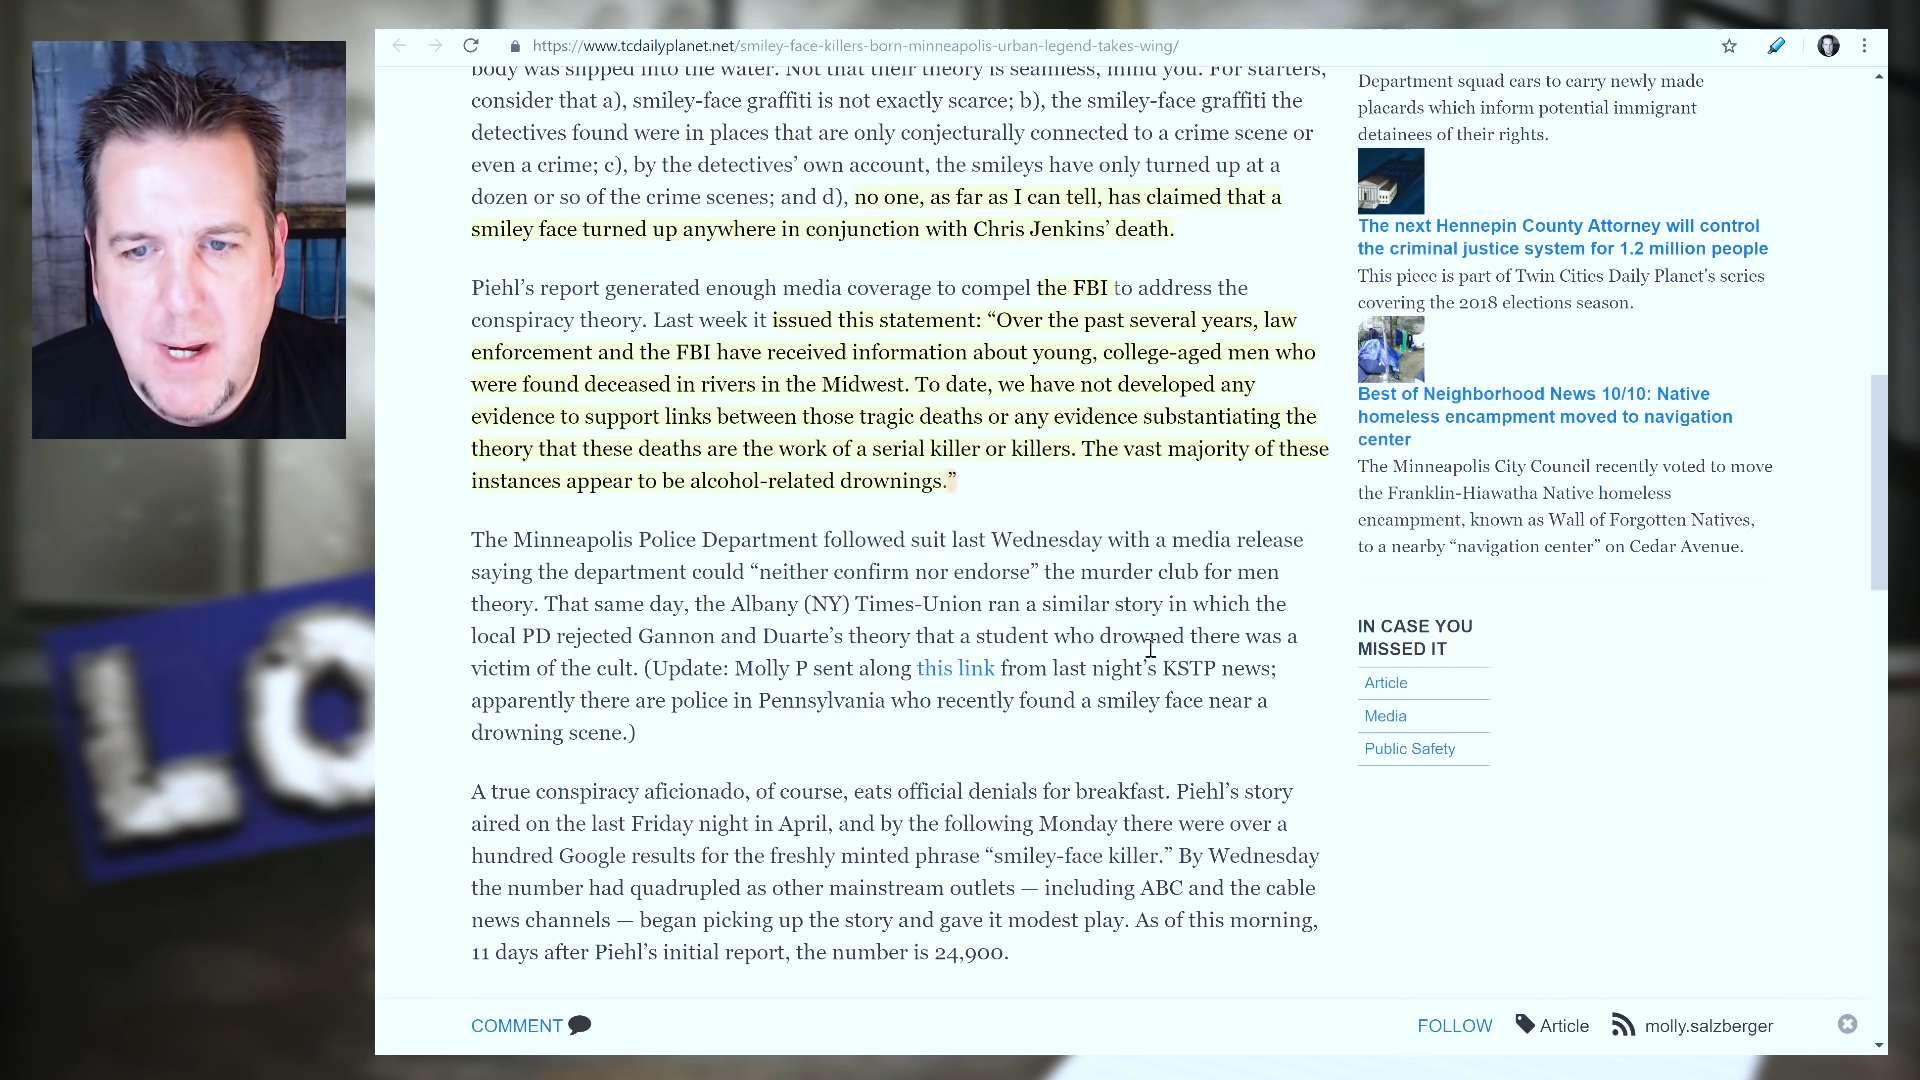 https://www.tcdailyplanet.net/smiley-face-killers-born-minneapolis-urban-legend-takes-wing/
body was slipped into the water. Not that their theory is seamless, mind you. For starters,
consider that a), smiley-face graffiti is not exactly scarce; b), the smiley-face graffiti the
detectives found were in places that are only conjecturally connected to a crime scene or
even a crime; c), by the detectives’ own account, the smileys have only turned up at a
dozen or so of the crime scenes; and d), no one, as far as I can tell, has claimed that a
smiley face turned up anywhere in conjunction with Chris Jenkins’ death.
Piehl’s report generated enough media coverage to compel the FBI to address the
conspiracy theory. Last week it issued this statement: “Over the past several years, law
enforcement and the FBI have received information about young, college-aged men who
were found deceased in rivers in the Midwest. To date, we have not developed any
evidence to support links between those tragic deaths or any evidence substantiating the
theory that these deaths are the work of a serial killer or killers. The vast majority of these
instances appear to be alcohol-related drownings.”
The Minneapolis Police Department followed suit last Wednesday with a media release
saying the department could “neither confirm nor endorse” the murder club for men
theory. That same day, the Albany (NY) Times-Union ran a similar story in which the
local PD rejected Gannon and Duarte’s theory that a student who drowned there was a
victim of the cult. (Update: Molly P sent along this link from last night’s KSTP news;
apparently there are police in Pennsylvania who recently found a smiley face near a
drowning scene.)
A true conspiracy aficionado, of course, eats official denials for breakfast. Piehl’s story
aired on the last Friday night in April, and by the following Monday there were over a
hundred Google results for the freshly minted phrase “smiley-face killer.” By Wednesday
the number had quadrupled as other mainstream outlets — including ABC and the cable
news channels — began picking up the story and gave it modest play. As of this morning,
11 days after Piehl’s initial report, the number is 24,900.
Department squad cars to carry newly made
placards which inform potential immigrant
detainees of their rights.
The next Hennepin County Attorney will control
the criminal justice system for 1.2 million people
This piece is part of Twin Cities Daily Planet's series
covering the 2018 elections season.
Best of Neighborhood News 10/10: Native
homeless encampment moved to navigation
center
The Minneapolis City Council recently voted to move
the Franklin-Hiawatha Native homeless
encampment, known as Wall of Forgotten Natives,
to a nearby “navigation center” on Cedar Avenue.
IN CASE YOU
MISSED IT
Article
Media
Public Safety
COMMENT
FOLLOW
Article
molly.salzberger
LO